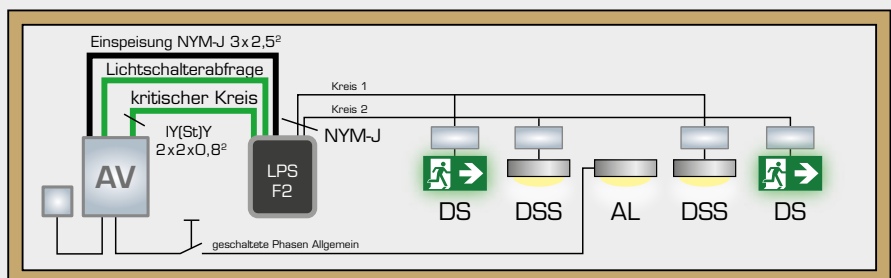 Einspeisung NYM-J 3x2,5²
Lichtschalterabfrage
kritischer Kreis
IY(St)Y
2x2x0,8²
NYM-J
Kreis 1
Kreis 2
AV
LPS
F2
DS
DSS
AL
DSS
DS
geschaltete Phasen Allgemein